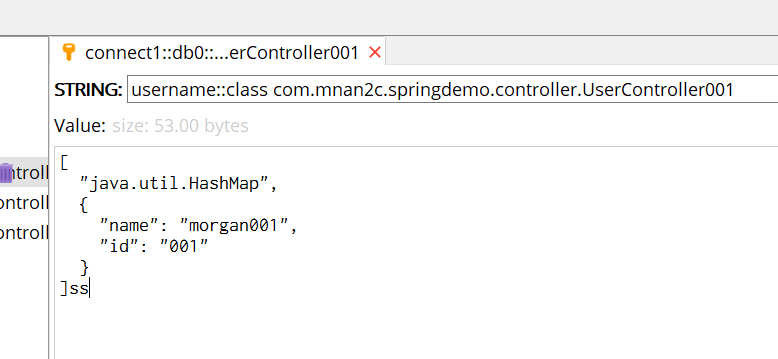 connect1::db0::...erController001
STRING: username::class com.mnan2c.springdemo.controller.UserController001
Value: size: 53.00 bytes
ntroll
ontroll
ontroll
[
"java.util.HashMap",
{
"name": "morgan001",
"id": "001"
}
]ss